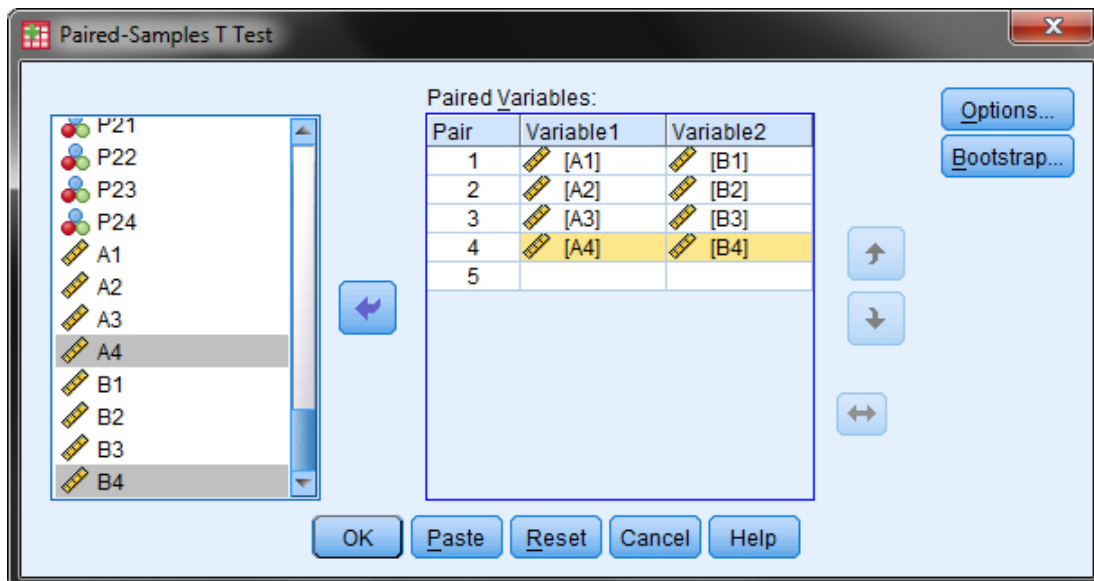 Paired-Samples T Test
x
P21
P22
P23
P24
A1
A2
A3
A4
B1
B2
B3
B4
Paired Variables:
Pair Variable1 Variable2
1 [A1] [B1]
2 [A2] [B2]
3 [A3] [B3]
4 [A4] [B4]
5
Options...
Bootstrap...
OK Paste Reset Cancel Help